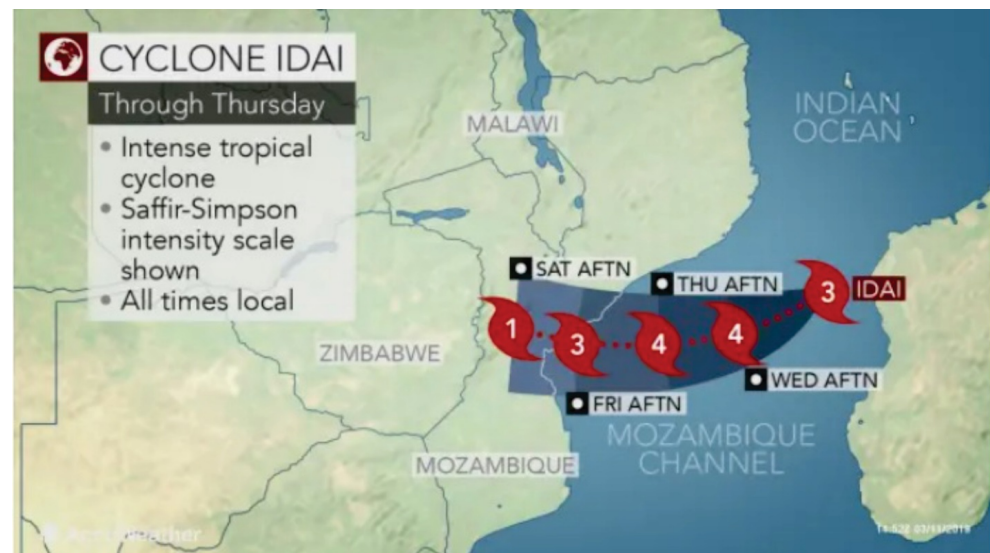 CYCLONE IDAI
Through Thursday
• Intense tropical
cyclone
• Saffir-Simpson
intensity scale
shown
• All times local
MALAWI
INDIAN
OCEAN
SAT AFTN
THU AFTN
3 IDAI
1
3
4
4
ZIMBABWE
WED AFTN
FRI AFTN
MOZAMBIQUE
CHANNEL
MOZAMBIQUE
AccuWeather